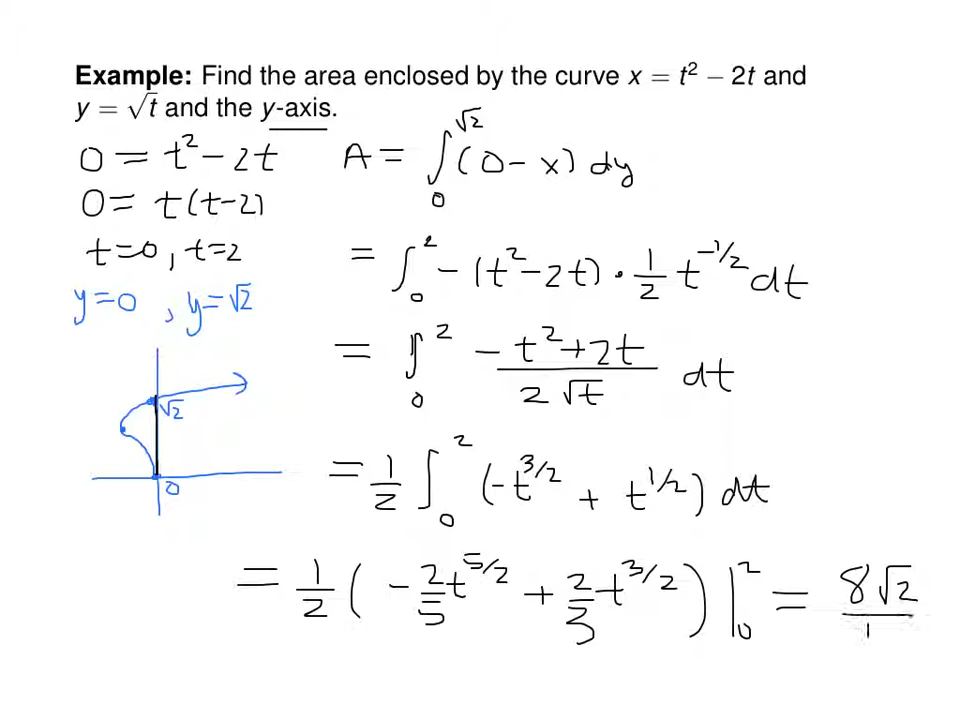 Example: Find the area enclosed by the curve x = t² − 2t and
y = √t and the y-axis.
0 = t² − 2t
0 = t(t−2)
t=0, t=2
y=0, y=√2
√2
0
A = ∫₀^√2 (0 − x) dy
= ∫₀² −(t²−2t) · 1/2 t^(−1/2) dt
= ∫₀² (−t²+2t)/(2√t) dt
= 1/2 ∫₀² (−t^(3/2) + t^(1/2)) dt
= 1/2 (−2/5 t^(5/2) + 2/3 t^(3/2)) |₀² = 8√2